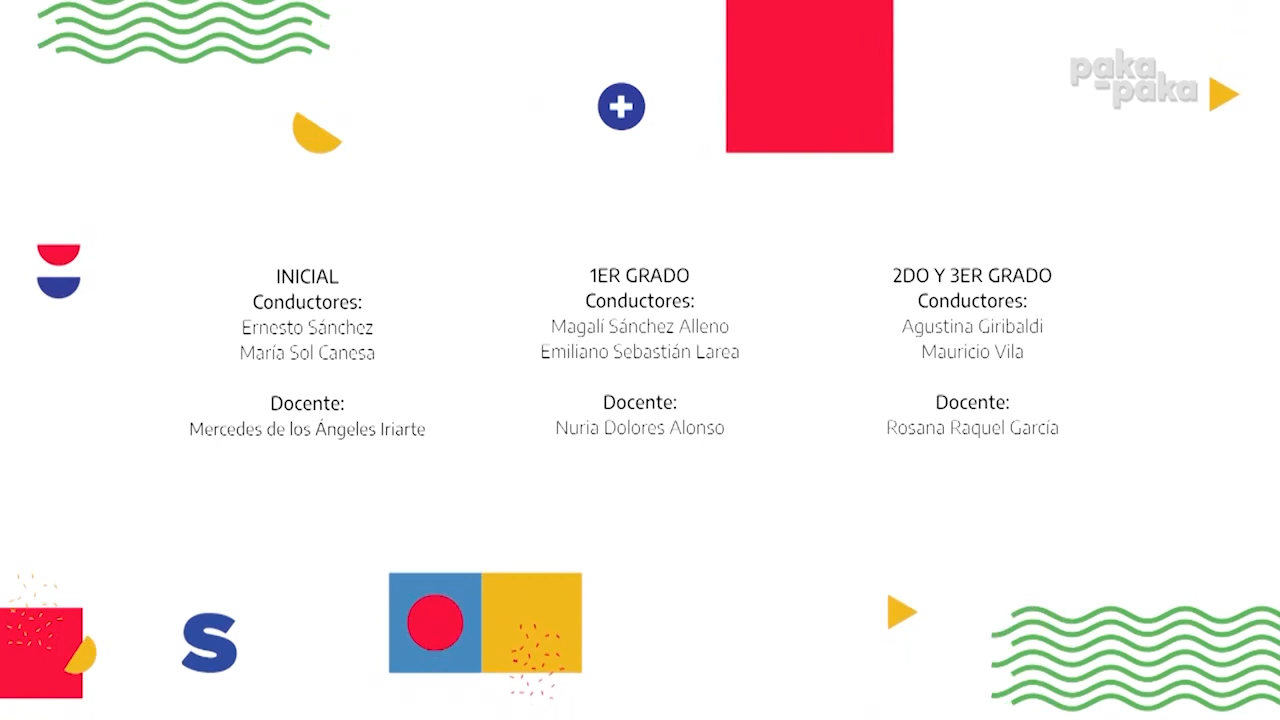 paka
-paka
INICIAL
Conductores:
Ernesto Sánchez
María Sol Canesa
Docente:
Mercedes de los Ángeles Iriarte
1ER GRADO
Conductores:
Magalí Sánchez Alleno
Emiliano Sebastián Larea
Docente:
Nuria Dolores Alonso
2DO Y 3ER GRADO
Conductores:
Agustina Giribaldi
Mauricio Vila
Docente:
Rosana Raquel García
S